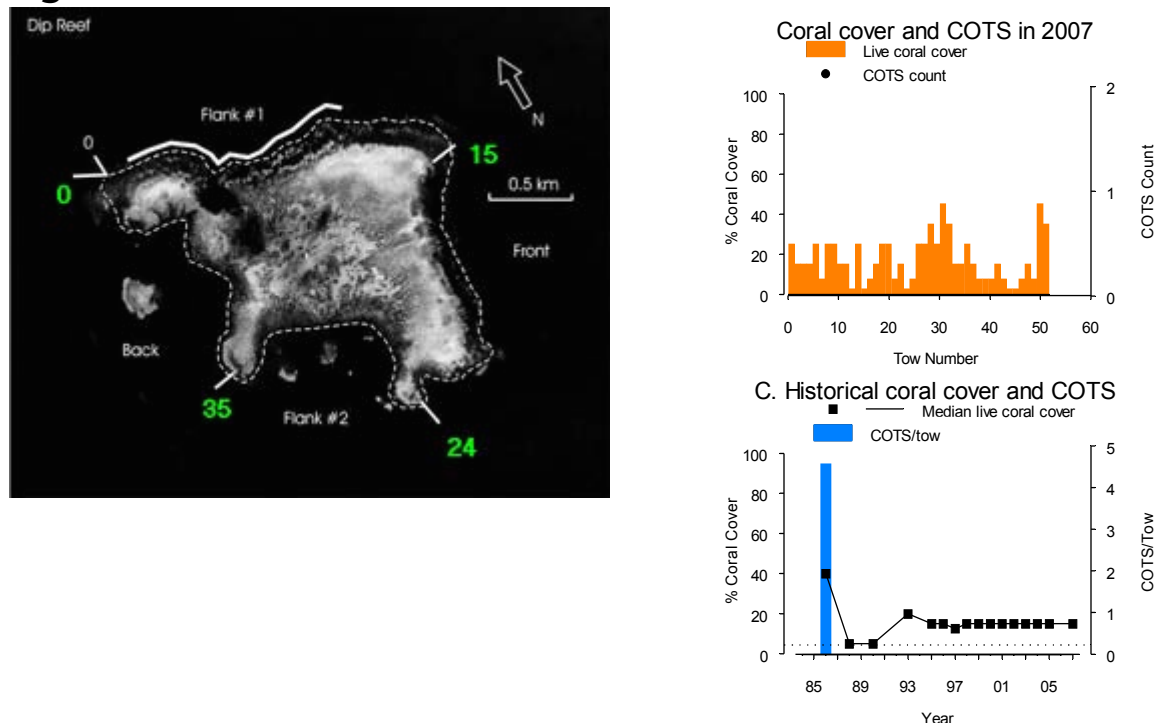 Dip Reef
Flank #1
N
0
0
15
0.5 km
Front
Back
35
Flank #2
24
Coral cover and COTS in 2007
Live coral cover
COTS count
100
80
60
40
20
0
% Coral Cover
2
1
0
COTS Count
0 10 20 30 40 50 60
Tow Number
C. Historical coral cover and COTS
Median live coral cover
COTS/tow
100
80
60
40
20
0
% Coral Cover
5
4
3
2
1
0
COTS/Tow
85 89 93 97 01 05
Year